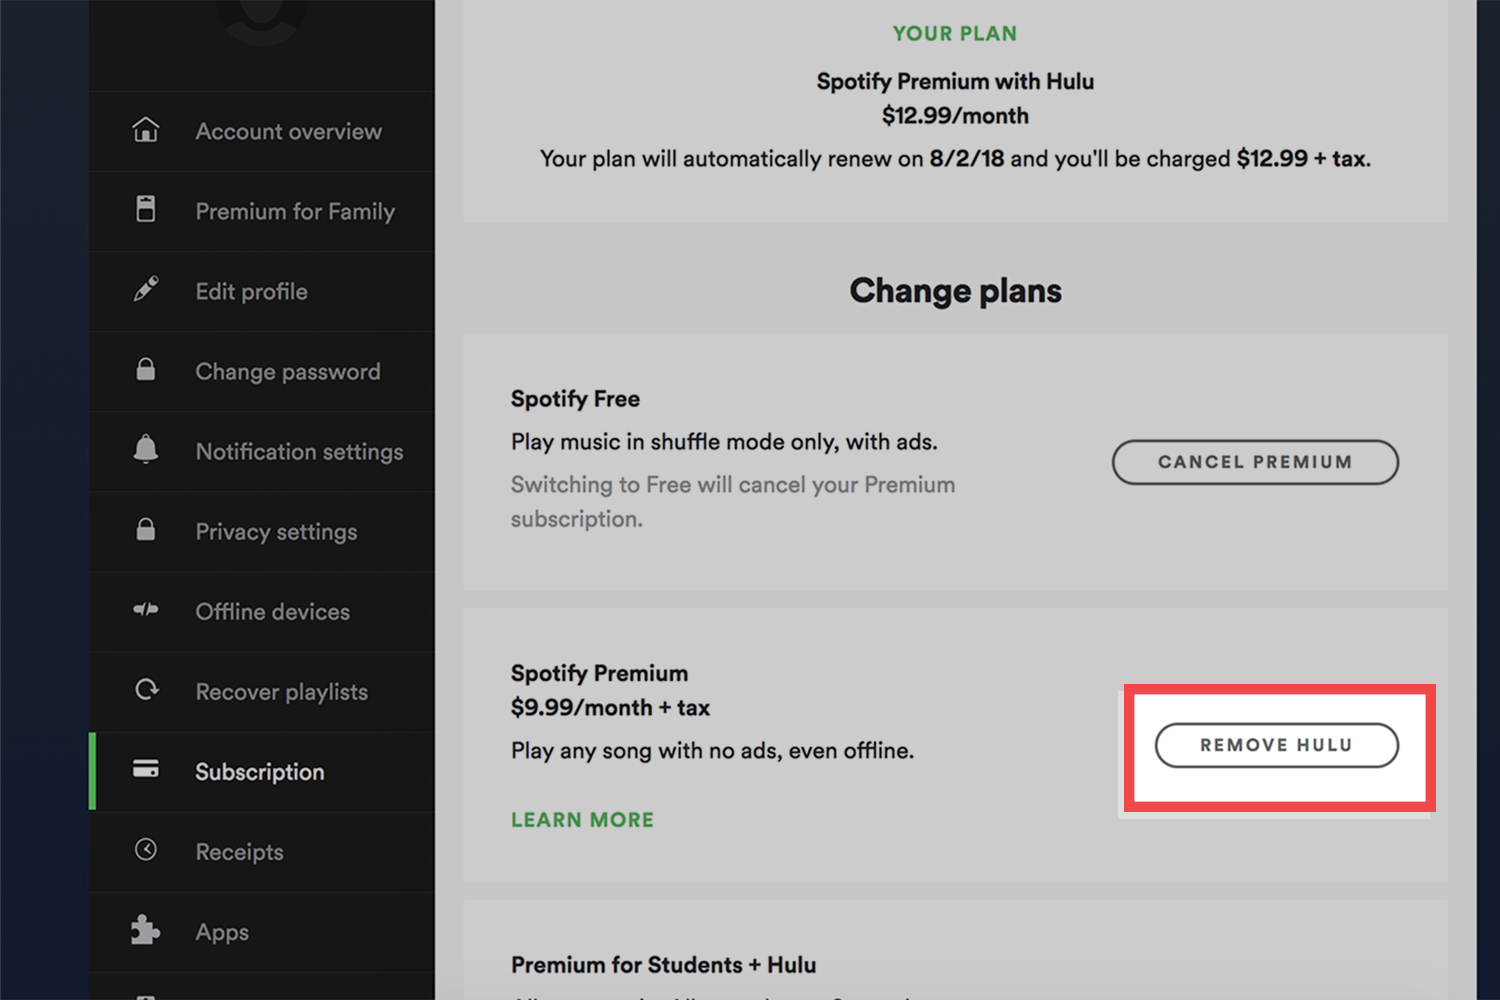 Account overview
Premium for Family
Edit profile
Change password
Notification settings
Privacy settings
Offline devices
Recover playlists
Subscription
Receipts
Apps
YOUR PLAN
Spotify Premium with Hulu
$12.99/month
Your plan will automatically renew on 8/2/18 and you'll be charged $12.99 + tax.
Change plans
Spotify Free
Play music in shuffle mode only, with ads.
Switching to Free will cancel your Premium
subscription.
CANCEL PREMIUM
Spotify Premium
$9.99/month + tax
Play any song with no ads, even offline.
LEARN MORE
REMOVE HULU
Premium for Students + Hulu